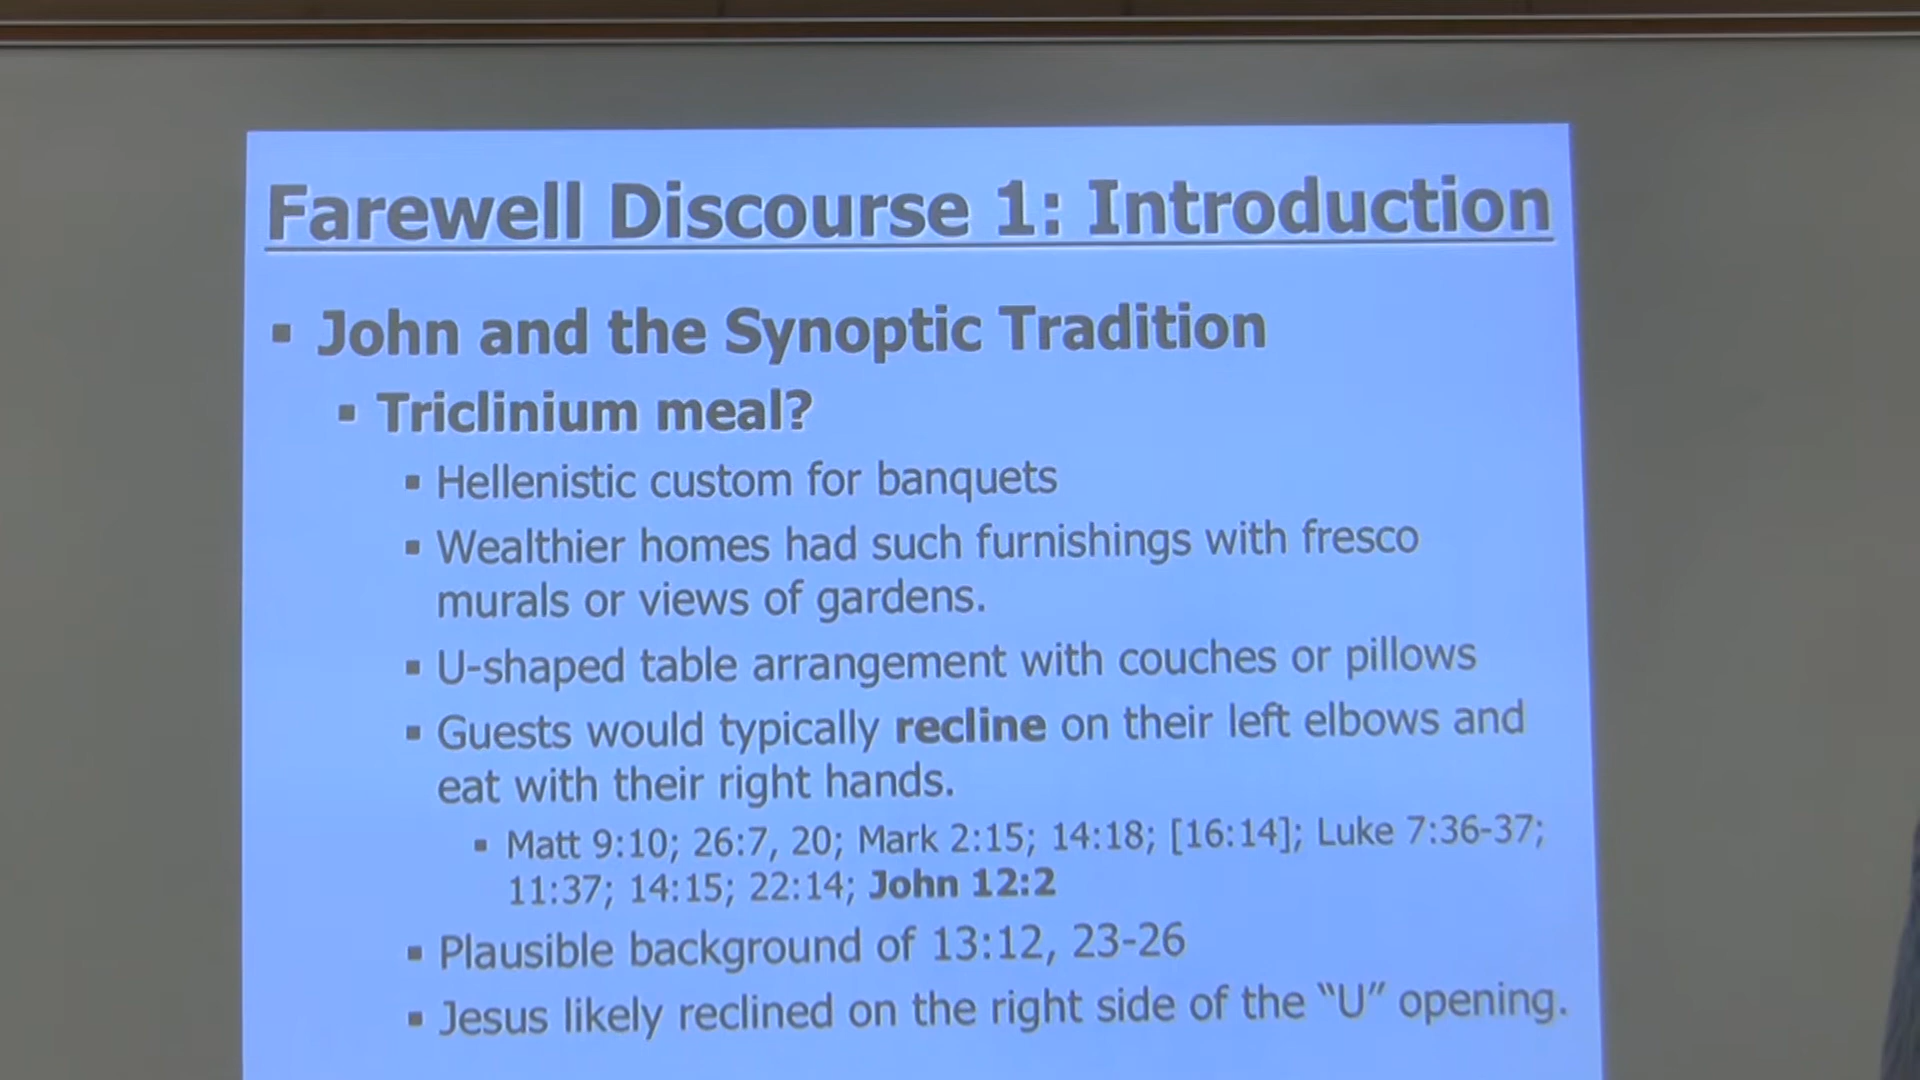 Farewell Discourse 1: Introduction
▪ John and the Synoptic Tradition
▪ Triclinium meal?
▪ Hellenistic custom for banquets
▪ Wealthier homes had such furnishings with fresco
murals or views of gardens.
▪ U-shaped table arrangement with couches or pillows
▪ Guests would typically recline on their left elbows and
eat with their right hands.
▪ Matt 9:10; 26:7, 20; Mark 2:15; 14:18; [16:14]; Luke 7:36-37;
11:37; 14:15; 22:14; John 12:2
▪ Plausible background of 13:12, 23-26
▪ Jesus likely reclined on the right side of the “U” opening.